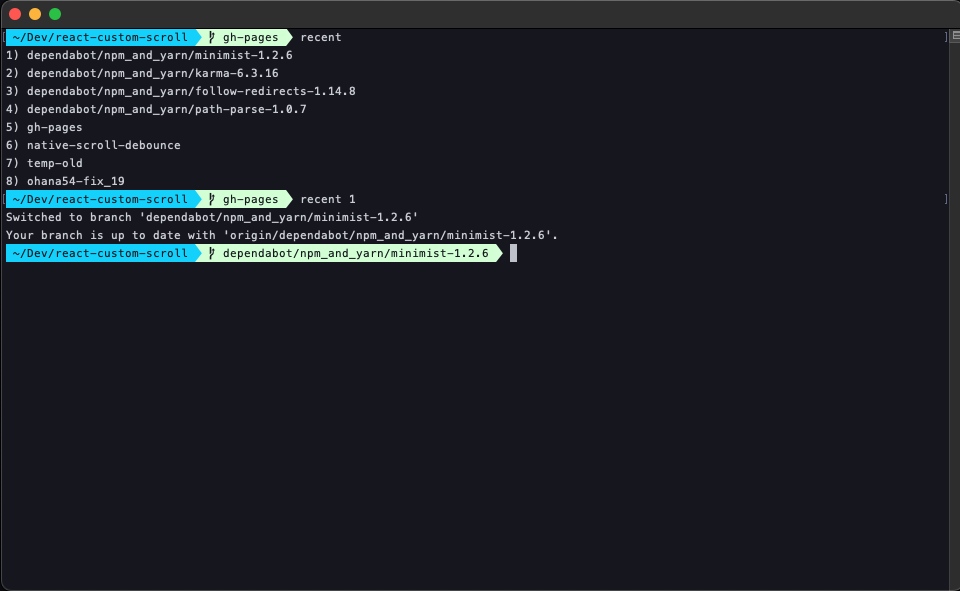 ~/Dev/react-custom-scroll gh-pages recent
1) dependabot/npm_and_yarn/minimist-1.2.6
2) dependabot/npm_and_yarn/karma-6.3.16
3) dependabot/npm_and_yarn/follow-redirects-1.14.8
4) dependabot/npm_and_yarn/path-parse-1.0.7
5) gh-pages
6) native-scroll-debounce
7) temp-old
8) ohana54-fix_19
~/Dev/react-custom-scroll gh-pages recent 1
Switched to branch 'dependabot/npm_and_yarn/minimist-1.2.6'
Your branch is up to date with 'origin/dependabot/npm_and_yarn/minimist-1.2.6'.
~/Dev/react-custom-scroll dependabot/npm_and_yarn/minimist-1.2.6